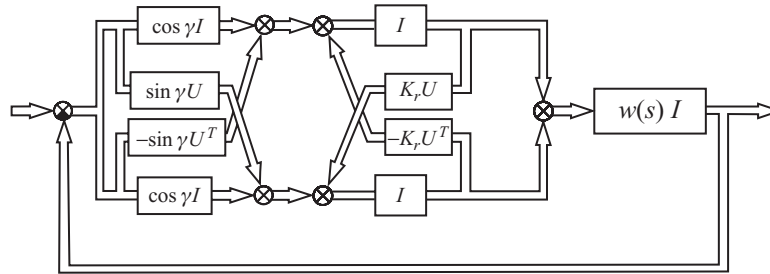 cos γI
I
sin γU
K_rU
w(s) I
−sin γU^T
−K_rU^T
cos γI
I